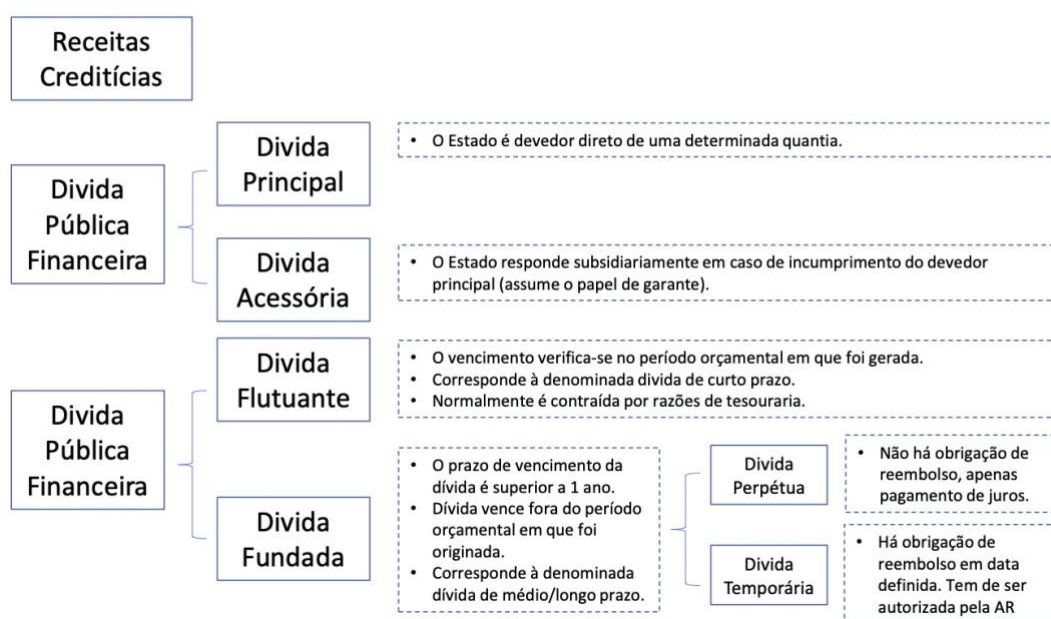 Receitas
Creditícias
Divida
Pública
Financeira
Divida
Principal
• O Estado é devedor direto de uma determinada quantia.
Divida
Acessória
• O Estado responde subsidiariamente em caso de incumprimento do devedor
principal (assume o papel de garante).
Divida
Pública
Financeira
Divida
Flutuante
• O vencimento verifica-se no período orçamental em que foi gerada.
• Corresponde à denominada divida de curto prazo.
• Normalmente é contraída por razões de tesouraria.
Divida
Fundada
• O prazo de vencimento da
dívida é superior a 1 ano.
• Dívida vence fora do período
orçamental em que foi
originada.
• Corresponde à denominada
dívida de médio/longo prazo.
Divida
Perpétua
• Não há obrigação de
reembolso, apenas
pagamento de juros.
Divida
Temporária
• Há obrigação de
reembolso em data
definida. Tem de ser
autorizada pela AR